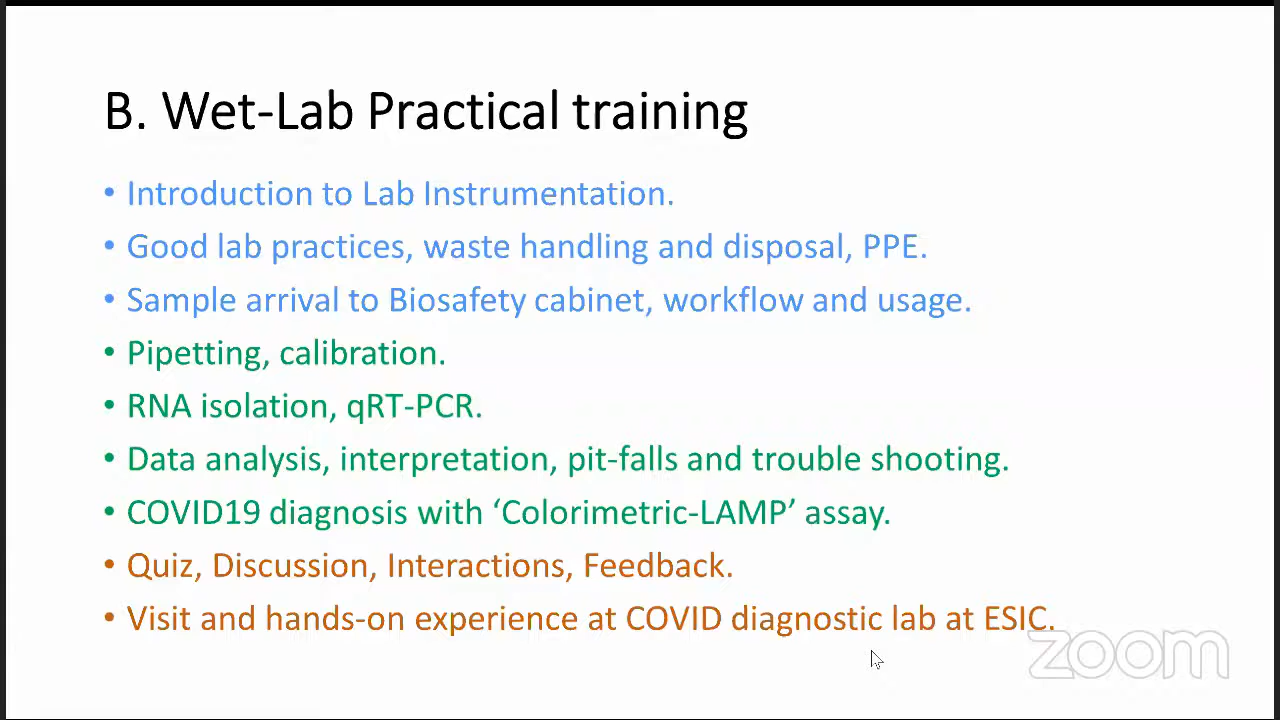 B. Wet-Lab Practical training
• Introduction to Lab Instrumentation.
• Good lab practices, waste handling and disposal, PPE.
• Sample arrival to Biosafety cabinet, workflow and usage.
• Pipetting, calibration.
• RNA isolation, qRT-PCR.
• Data analysis, interpretation, pit-falls and trouble shooting.
• COVID19 diagnosis with ‘Colorimetric-LAMP’ assay.
• Quiz, Discussion, Interactions, Feedback.
• Visit and hands-on experience at COVID diagnostic lab at ESIC.
zoom